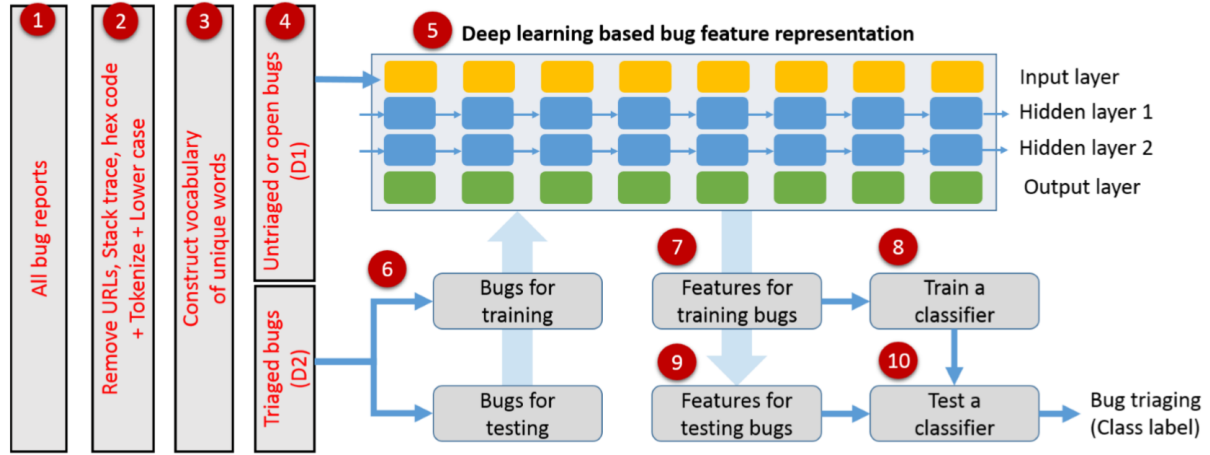 1
All bug reports
2
Remove URLs, Stack trace, hex code
+ Tokenize + Lower case
3
Construct vocabulary
of unique words
4
Untriaged or open bugs
(D1)
Triaged bugs
(D2)
5
Deep learning based bug feature representation
Input layer
Hidden layer 1
Hidden layer 2
Output layer
6
Bugs for
training
Bugs for
testing
7
Features for
training bugs
8
Train a
classifier
9
Features for
testing bugs
10
Test a
classifier
Bug triaging
(Class label)